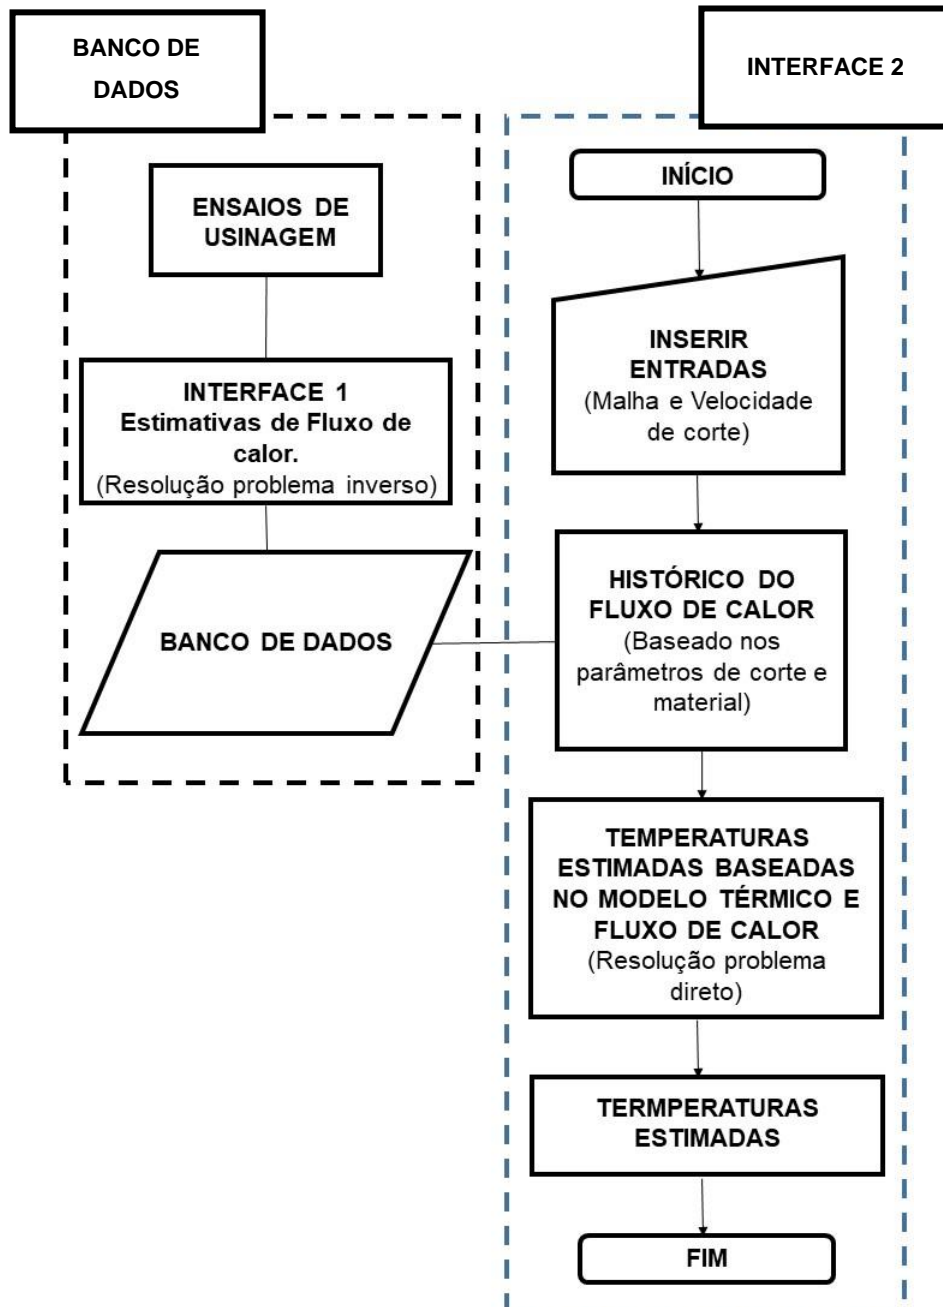 BANCO DE
DADOS
ENSAIOS DE
USINAGEM
INTERFACE 1
Estimativas de Fluxo de
calor.
(Resolução problema inverso)
BANCO DE DADOS
INTERFACE 2
INÍCIO
INSERIR
ENTRADAS
(Malha e Velocidade
de corte)
HISTÓRICO DO
FLUXO DE CALOR
(Baseado nos
parâmetros de corte e
material)
TEMPERATURAS
ESTIMADAS BASEADAS
NO MODELO TÉRMICO E
FLUXO DE CALOR
(Resolução problema
direto)
TERMPERATURAS
ESTIMADAS
FIM